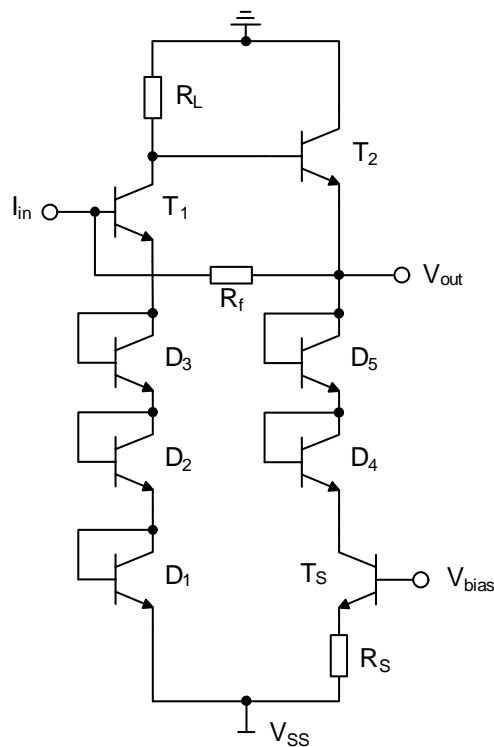 R_L
T_2
I_in
T_1
V_out
R_f
D_3
D_5
D_2
D_4
D_1
T_S
V_bias
R_S
V_SS